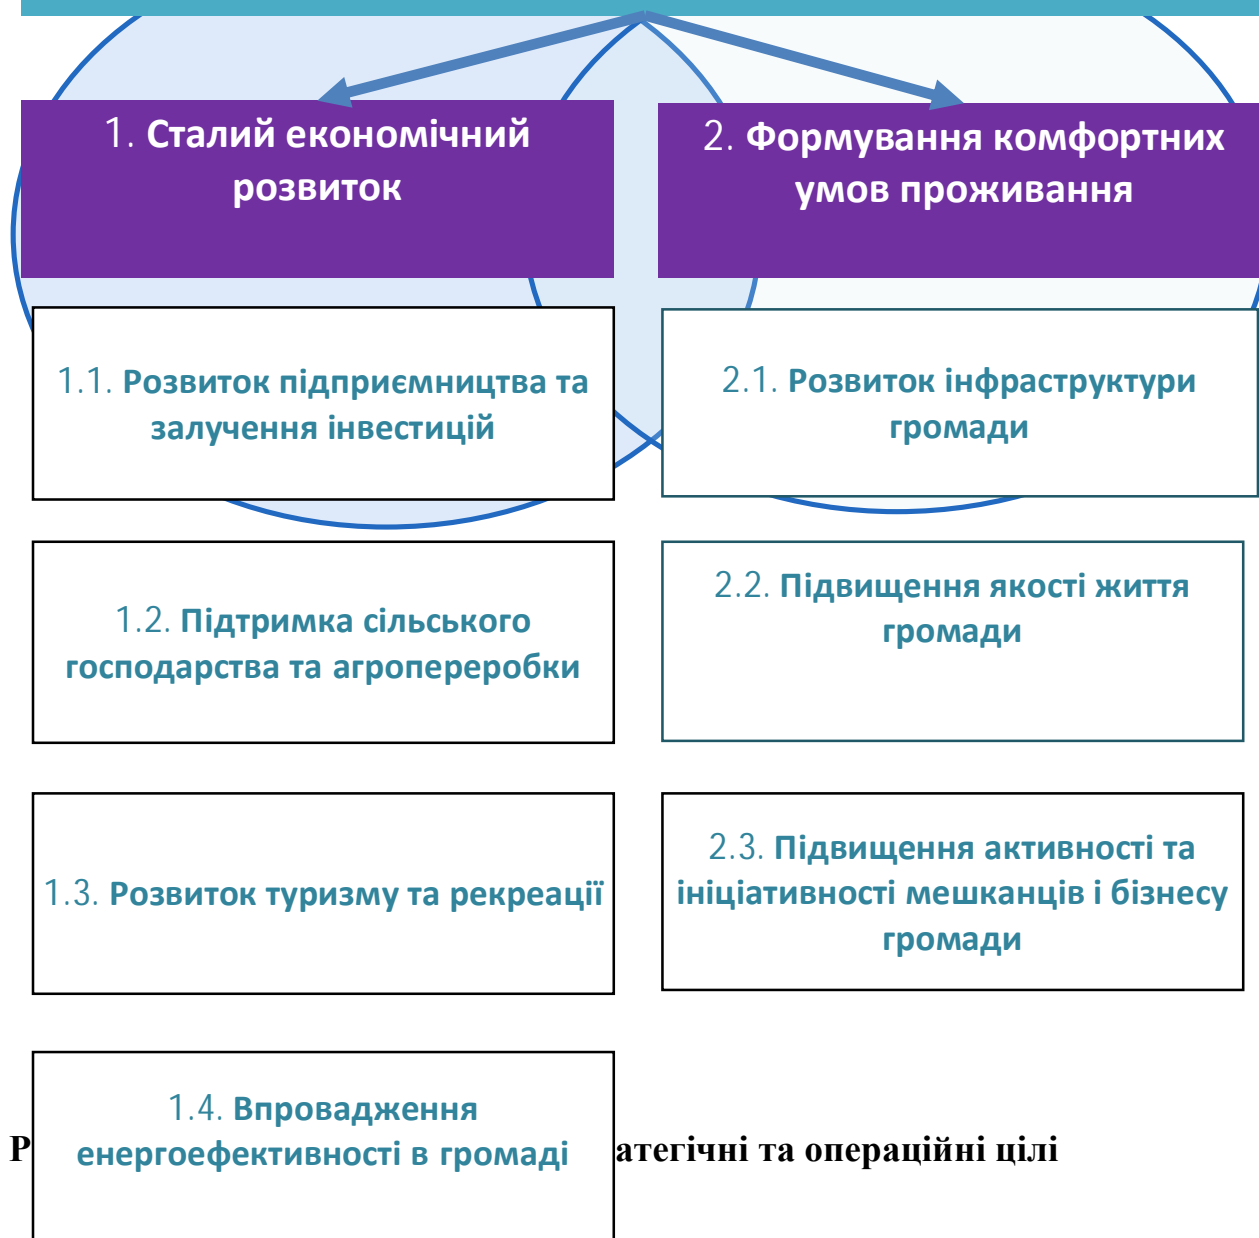 1. Сталий економічний
розвиток
2. Формування комфортних
умов проживання
1.1. Розвиток підприємництва та
залучення інвестицій
2.1. Розвиток інфраструктури
громади
1.2. Підтримка сільського
господарства та агропереробки
2.2. Підвищення якості життя
громади
1.3. Розвиток туризму та рекреації
2.3. Підвищення активності та
ініціативності мешканців і бізнесу
громади
1.4. Впровадження
енергоефективності в громаді
Р атегічні та операційні цілі